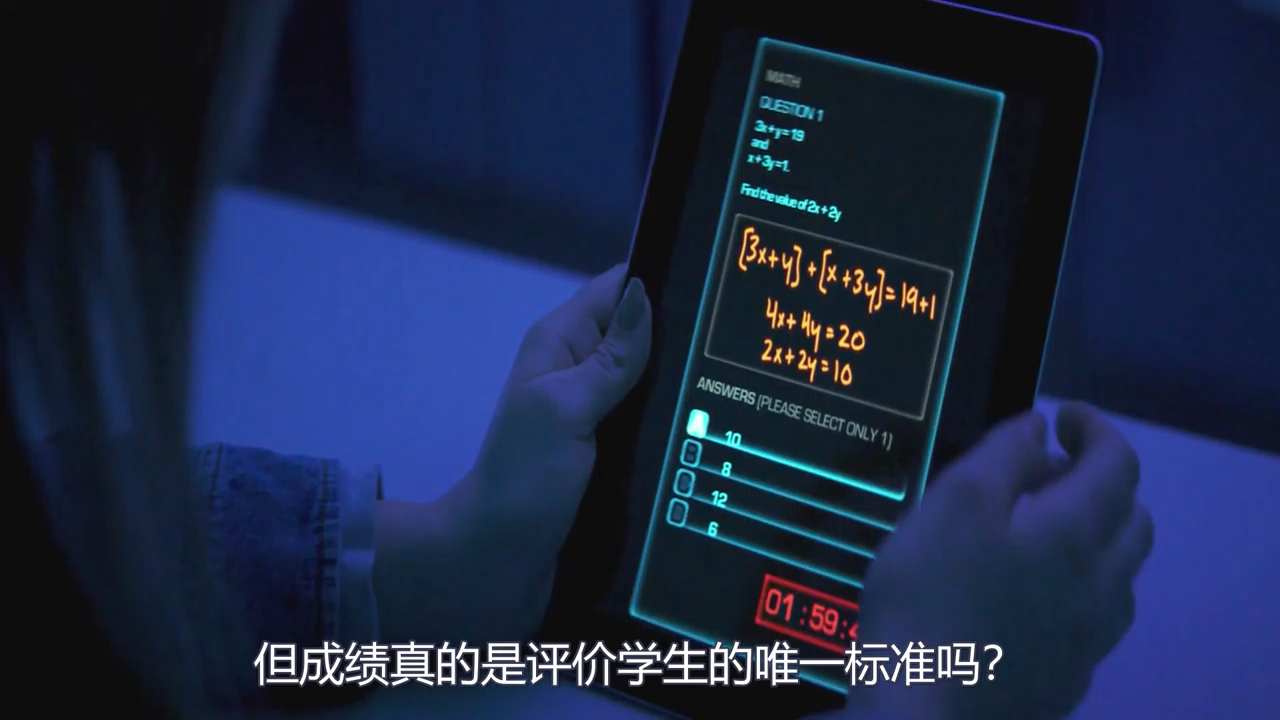 MATH
QUESTION 1
3x+y=19
and
x+3y=1.
Find the value of 2x+2y
[3x+y]+[x+3y]=19+1
4x+4y=20
2x+2y=10
ANSWERS [PLEASE SELECT ONLY 1]
A 10
B 8
C 12
D 6
01:59:4
但成绩真的是评价学生的唯一标准吗?